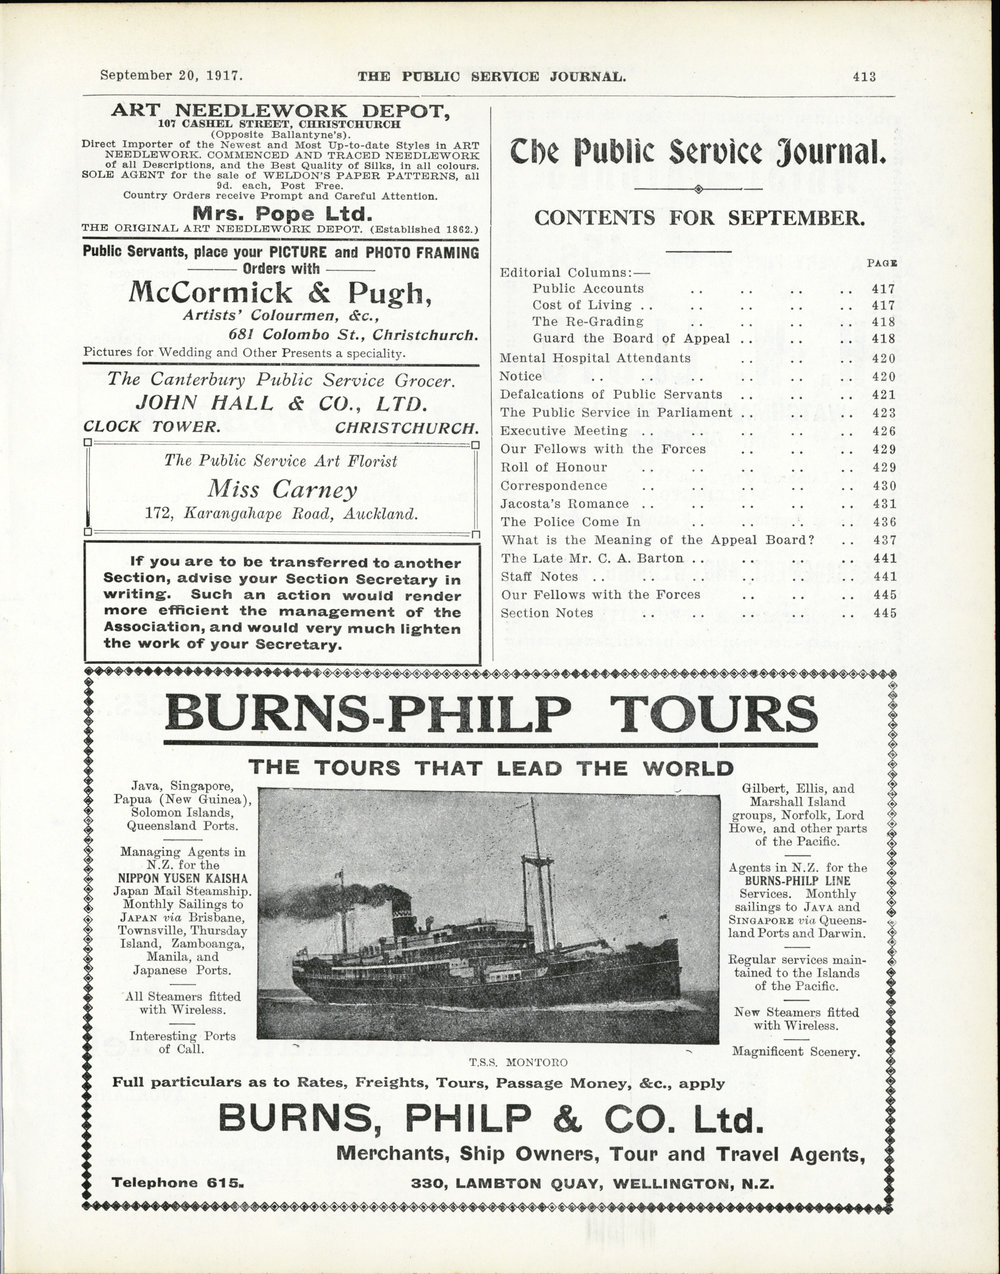 September 20, 1917.
THE PUBLIC SERVICE JOURNAL.
413
ART NEEDLEWORK DEPOT,
107 CASHEL STREET, CHRISTCHURCH
(Opposite Ballantyne's).
Direct Importer of the Newest and Most Up-to-date Styles in ART
NEEDLEWORK. COMMENCED AND TRACED NEEDLEWORK
of all Descriptions, and the Best Quality of Silks, in all colours.
SOLE AGENT for the sale of WELDON'S PAPER PATTERNS, all
9d. each, Post Free.
Country Orders receive Prompt and Careful Attention.
Mrs. Pope Ltd.
THE ORIGINAL ART NEEDLEWORK DEPOT. (Established 1862.)
Public Servants, place your PICTURE and PHOTO FRAMING
Orders with
McCormick & Pugh,
Artists' Colourmen, &c.,
681 Colombo St., Christchurch.
Pictures for Wedding and Other Presents a speciality.
The Canterbury Public Service Grocer.
JOHN HALL & CO., LTD.
CLOCK TOWER. CHRISTCHURCH.
The Public Service Art Florist
Miss Carney
172, Karangahape Road, Auckland.
If you are to be transferred to another
Section, advise your Section Secretary in
writing. Such an action would render
more efficient the management of the
Association, and would very much lighten
the work of your Secretary.
The Public Service Journal.
CONTENTS FOR SEPTEMBER.
PAGE
Editorial Columns:—
Public Accounts .. .. .. .. 417
Cost of Living .. .. .. .. .. 417
The Re-Grading .. .. .. .. 418
Guard the Board of Appeal .. .. .. 418
Mental Hospital Attendants .. .. .. 420
Notice .. .. .. .. .. .. 420
Defalcations of Public Servants .. .. .. 421
The Public Service in Parliament .. .. .. 423
Executive Meeting .. .. .. .. .. 426
Our Fellows with the Forces .. .. .. 429
Roll of Honour .. .. .. .. .. 429
Correspondence .. .. .. .. .. 430
Jacosta's Romance .. .. .. .. .. 431
The Police Come In .. .. .. .. 436
What is the Meaning of the Appeal Board? .. 437
The Late Mr. C. A. Barton .. .. .. .. 441
Staff Notes .. .. .. .. .. .. 441
Our Fellows with the Forces .. .. .. 445
Section Notes .. .. .. .. .. 445
BURNS-PHILP TOURS
THE TOURS THAT LEAD THE WORLD
Java, Singapore,
Papua (New Guinea),
Solomon Islands,
Queensland Ports.
Managing Agents in
N.Z. for the
NIPPON YUSEN KAISHA
Japan Mail Steamship.
Monthly Sailings to
JAPAN via Brisbane,
Townsville, Thursday
Island, Zamboanga,
Manila, and
Japanese Ports.
All Steamers fitted
with Wireless.
Interesting Ports
of Call.
T.S.S. MONTORO
Gilbert, Ellis, and
Marshall Island
groups, Norfolk, Lord
Howe, and other parts
of the Pacific.
Agents in N.Z. for the
BURNS-PHILP LINE
Services. Monthly
sailings to JAVA and
SINGAPORE via Queens-
land Ports and Darwin.
Regular services main-
tained to the Islands
of the Pacific.
New Steamers fitted
with Wireless.
Magnificent Scenery.
Full particulars as to Rates, Freights, Tours, Passage Money, &c., apply
BURNS, PHILP & CO. Ltd.
Merchants, Ship Owners, Tour and Travel Agents,
Telephone 615. 330, LAMBTON QUAY, WELLINGTON, N.Z.